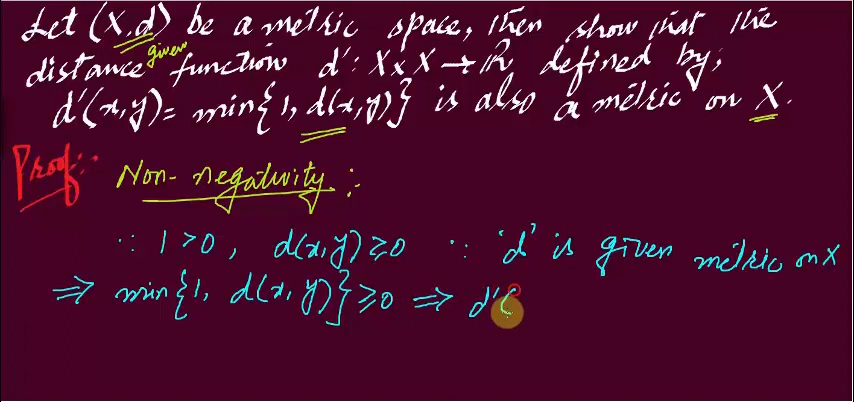 Let (X,d) be a metric space, then show that the
distance given function d' : X×X→ℝ defined by;
d'(x,y)= min{1, d(x,y)} is also a metric on X.
Proof:-
Non-negativity :-
∵ 1>0, d(x,y)≥0 ∵ 'd' is given metric on X
⇒ min{1, d(x,y)}≥0 ⇒ d'(